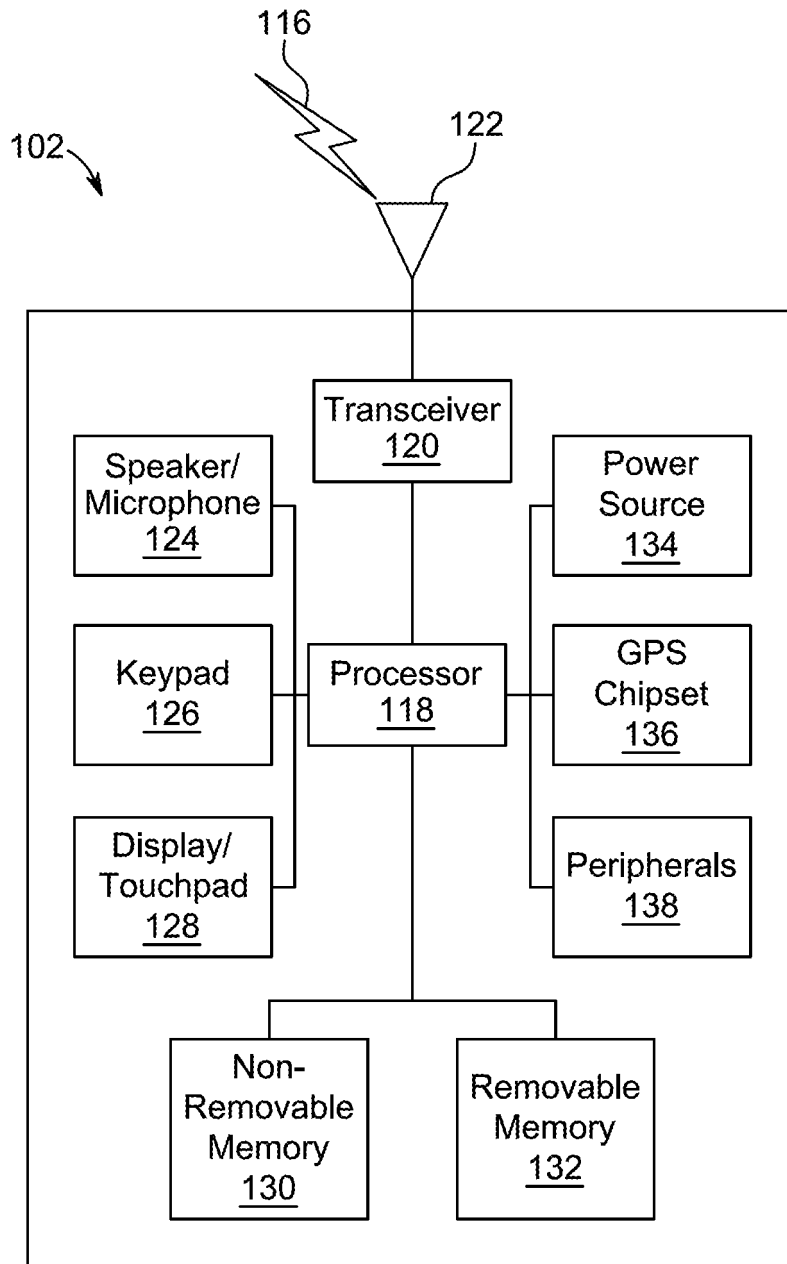 116
122
102
Transceiver
120
Speaker/
Microphone
124
Power
Source
134
Keypad
126
Processor
118
GPS
Chipset
136
Display/
Touchpad
128
Peripherals
138
Non-
Removable
Memory
130
Removable
Memory
132